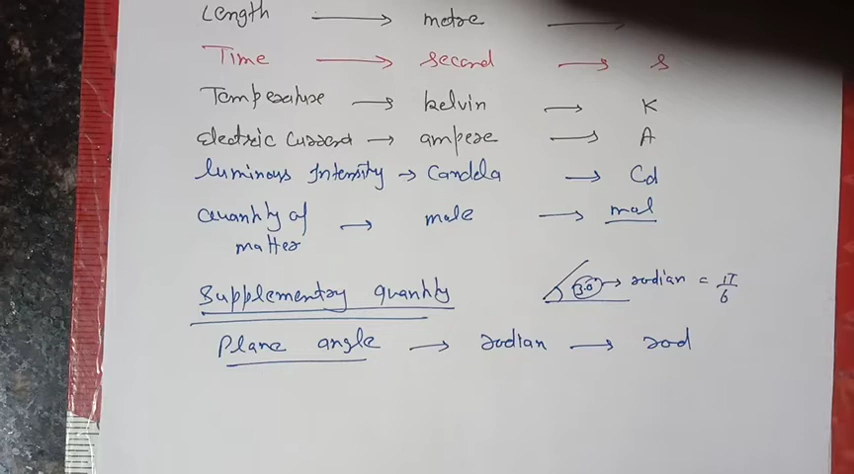 Length → metre →
Time → second → s
Temperature → kelvin → K
Electric current → ampere → A
luminous Intensity → Candela → Cd
Quantity of matter → mole → mol
Supplementary quantity
30 → radian = π/6
Plane angle → radian → rad